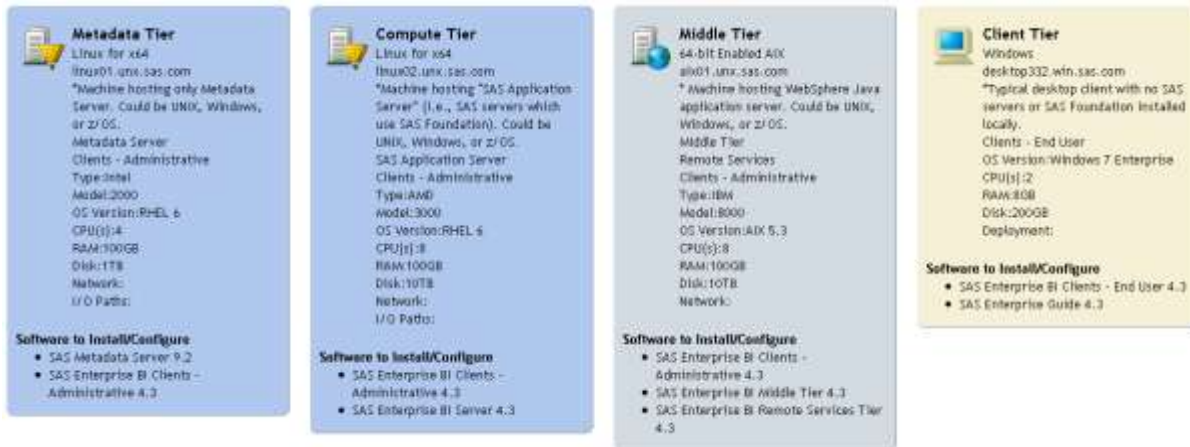 Metadata Tier
Linux for x64
linux01.unx.sas.com
*Machine hosting only Metadata
Server. Could be UNIX, Windows,
or z/OS.
Metadata Server
Clients - Administrative
Type:Intel
Model:2000
OS Version:RHEL 6
CPU(s):4
RAM:100GB
Disk:1TB
Network:
I/O Paths:
Software to Install/Configure
• SAS Metadata Server 9.2
• SAS Enterprise BI Clients -
Administrative 4.3
Compute Tier
Linux for x64
linux02.unx.sas.com
*Machine hosting "SAS Application
Server" (i.e., SAS servers which
use SAS Foundation). Could be
UNIX, Windows, or z/OS.
SAS Application Server
Clients - Administrative
Type:AMD
Model:3000
OS Version:RHEL 6
CPU(s):8
RAM:100GB
Disk:10TB
Network:
I/O Paths:
Software to Install/Configure
• SAS Enterprise BI Clients -
Administrative 4.3
• SAS Enterprise BI Server 4.3
Middle Tier
64-bit Enabled AIX
aix01.unx.sas.com
* Machine hosting WebSphere Java
application server. Could be UNIX,
Windows, or z/OS.
Middle Tier
Remote Services
Clients - Administrative
Type:IBM
Model:8000
OS Version:AIX 5.3
CPU(s):8
RAM:100GB
Disk:10TB
Network:
Software to Install/Configure
• SAS Enterprise BI Clients -
Administrative 4.3
• SAS Enterprise BI Middle Tier 4.3
• SAS Enterprise BI Remote Services Tier
4.3
Client Tier
Windows
desktop332.win.sas.com
*Typical desktop client with no SAS
servers or SAS Foundation installed
locally.
Clients - End User
OS Version:Windows 7 Enterprise
CPU(s):2
RAM:8GB
Disk:200GB
Deployment:
Software to Install/Configure
• SAS Enterprise BI Clients - End User 4.3
• SAS Enterprise Guide 4.3